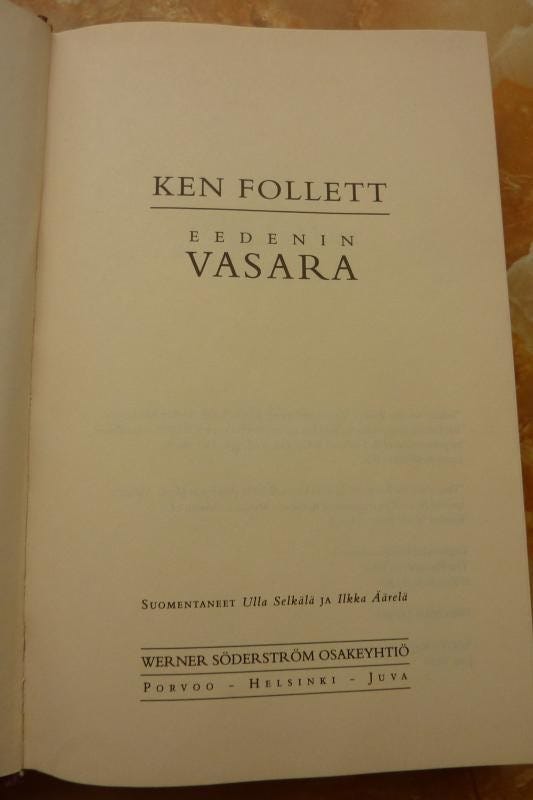 KEN FOLLETT
EEDENIN
VASARA
SUOMENTANEET Ulla Selkälä JA Ilkka Äärelä
WERNER SÖDERSTRÖM OSAKEYHTIÖ
PORVOO – HELSINKI – JUVA